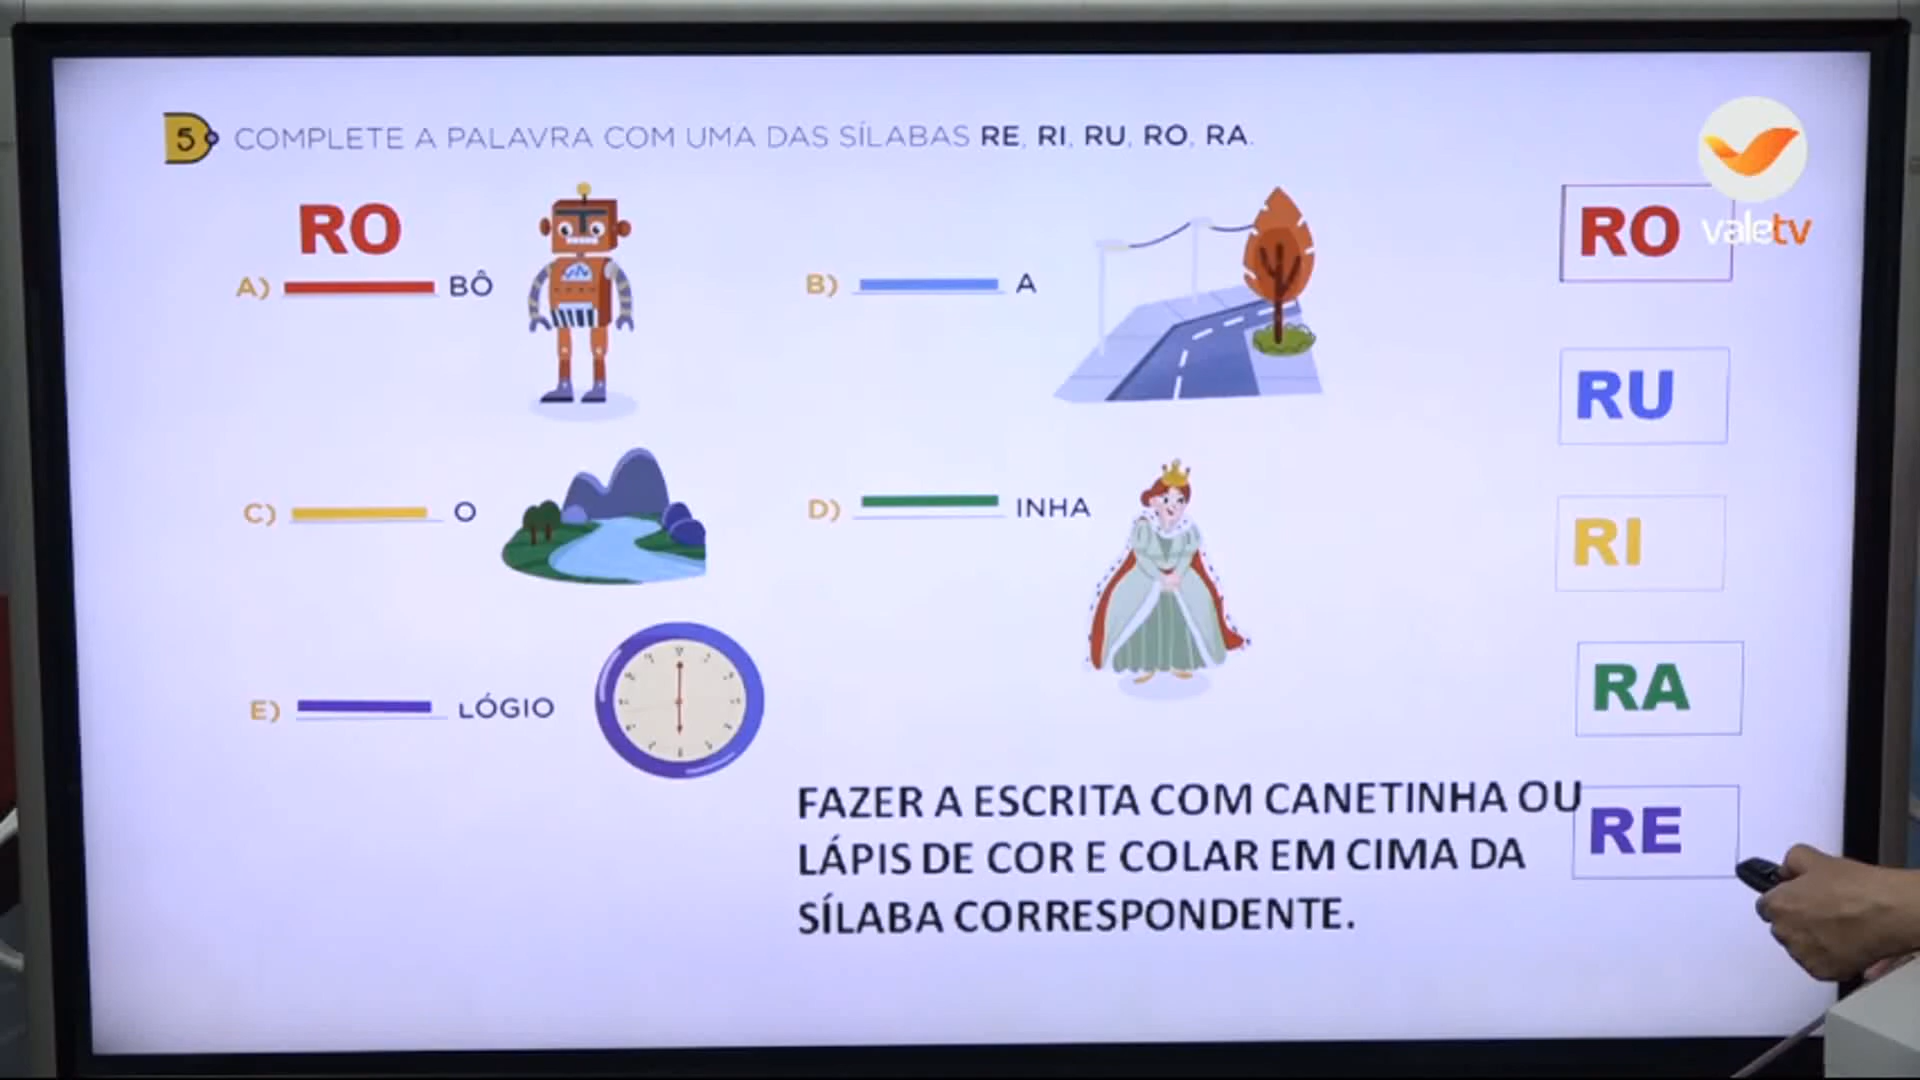 5 COMPLETE A PALAVRA COM UMA DAS SÍLABAS RE, RI, RU, RO, RA.
RO
A) BÔ
B) A
C) O
D) INHA
E) LÓGIO
RO
valetv
RU
RI
RA
RE
FAZER A ESCRITA COM CANETINHA OU
LÁPIS DE COR E COLAR EM CIMA DA
SÍLABA CORRESPONDENTE.